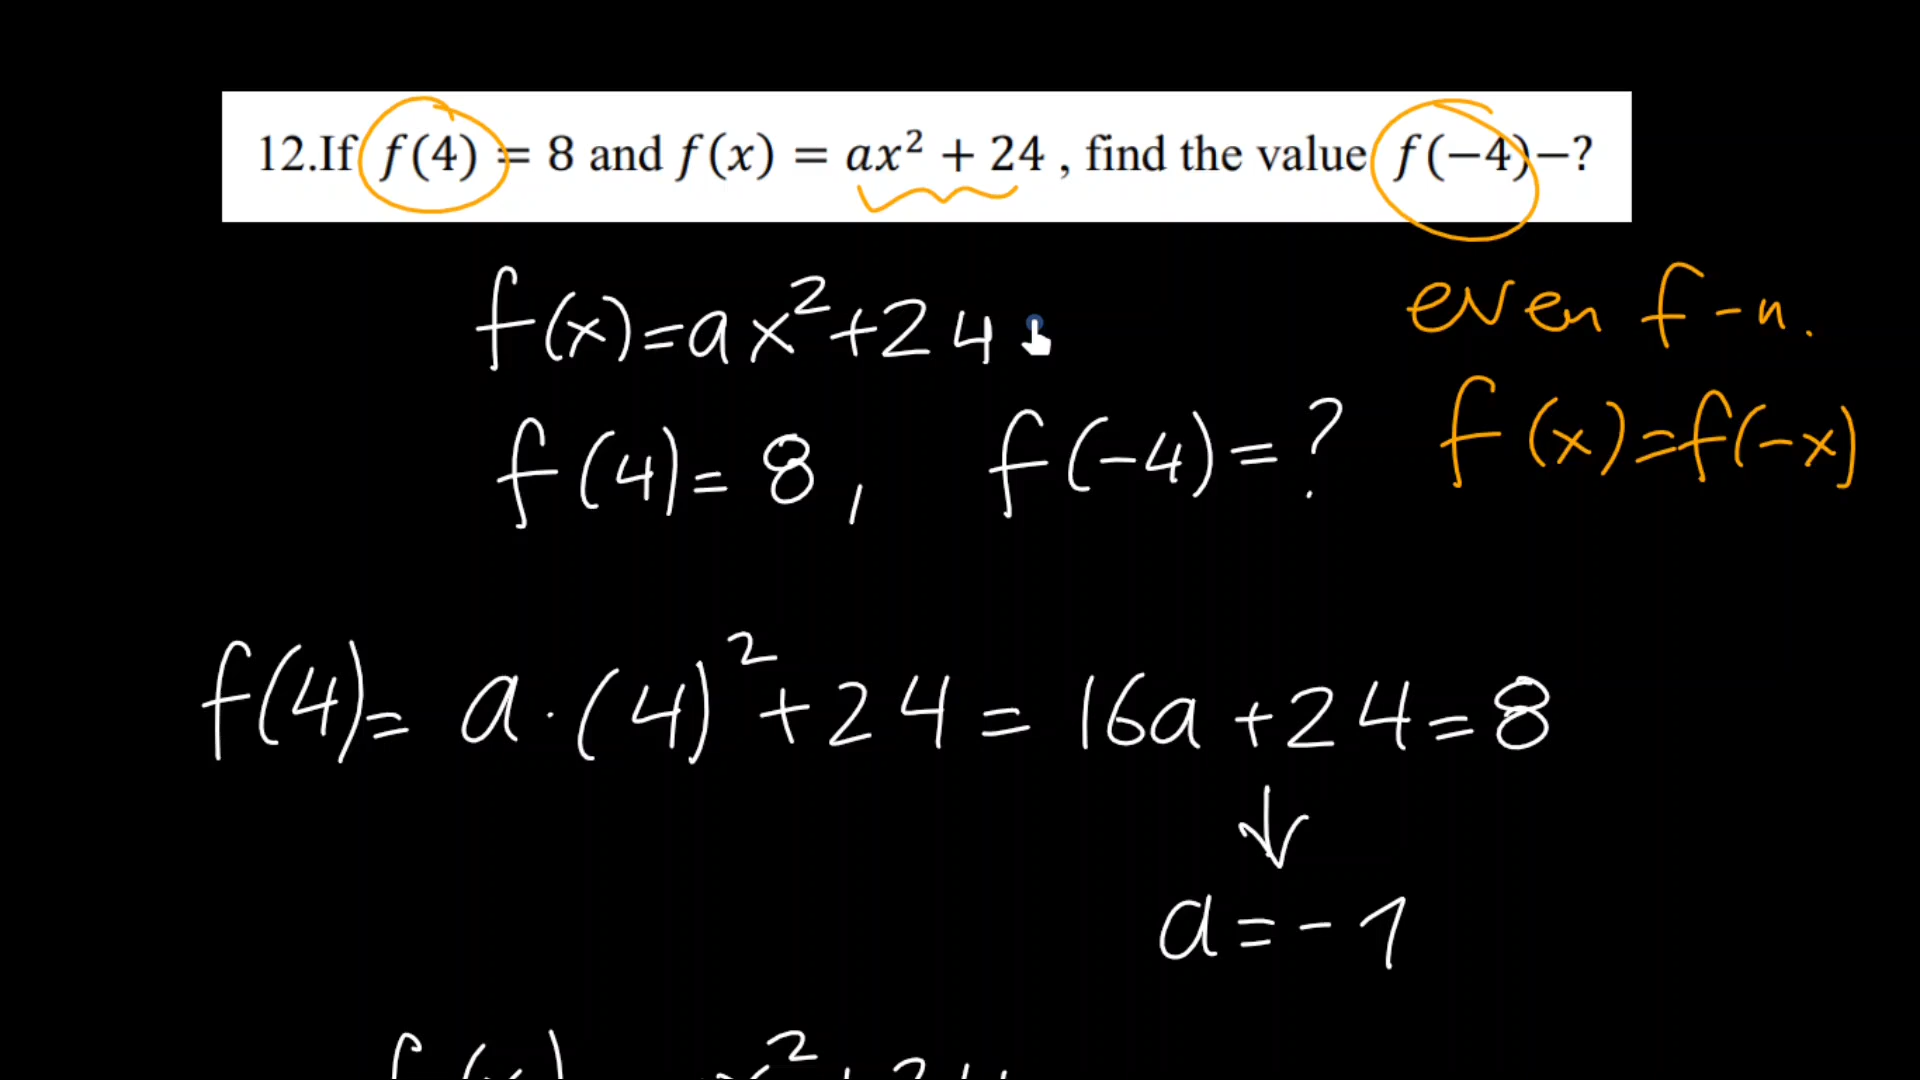 12.If f(4) = 8 and f(x) = ax² + 24 , find the value f(−4)−?
f(x)=ax²+24
even f-n.
f(4)=8, f(-4)=?
f(x)=f(-x)
f(4)= a·(4)²+24= 16a+24=8
↓
a=-1